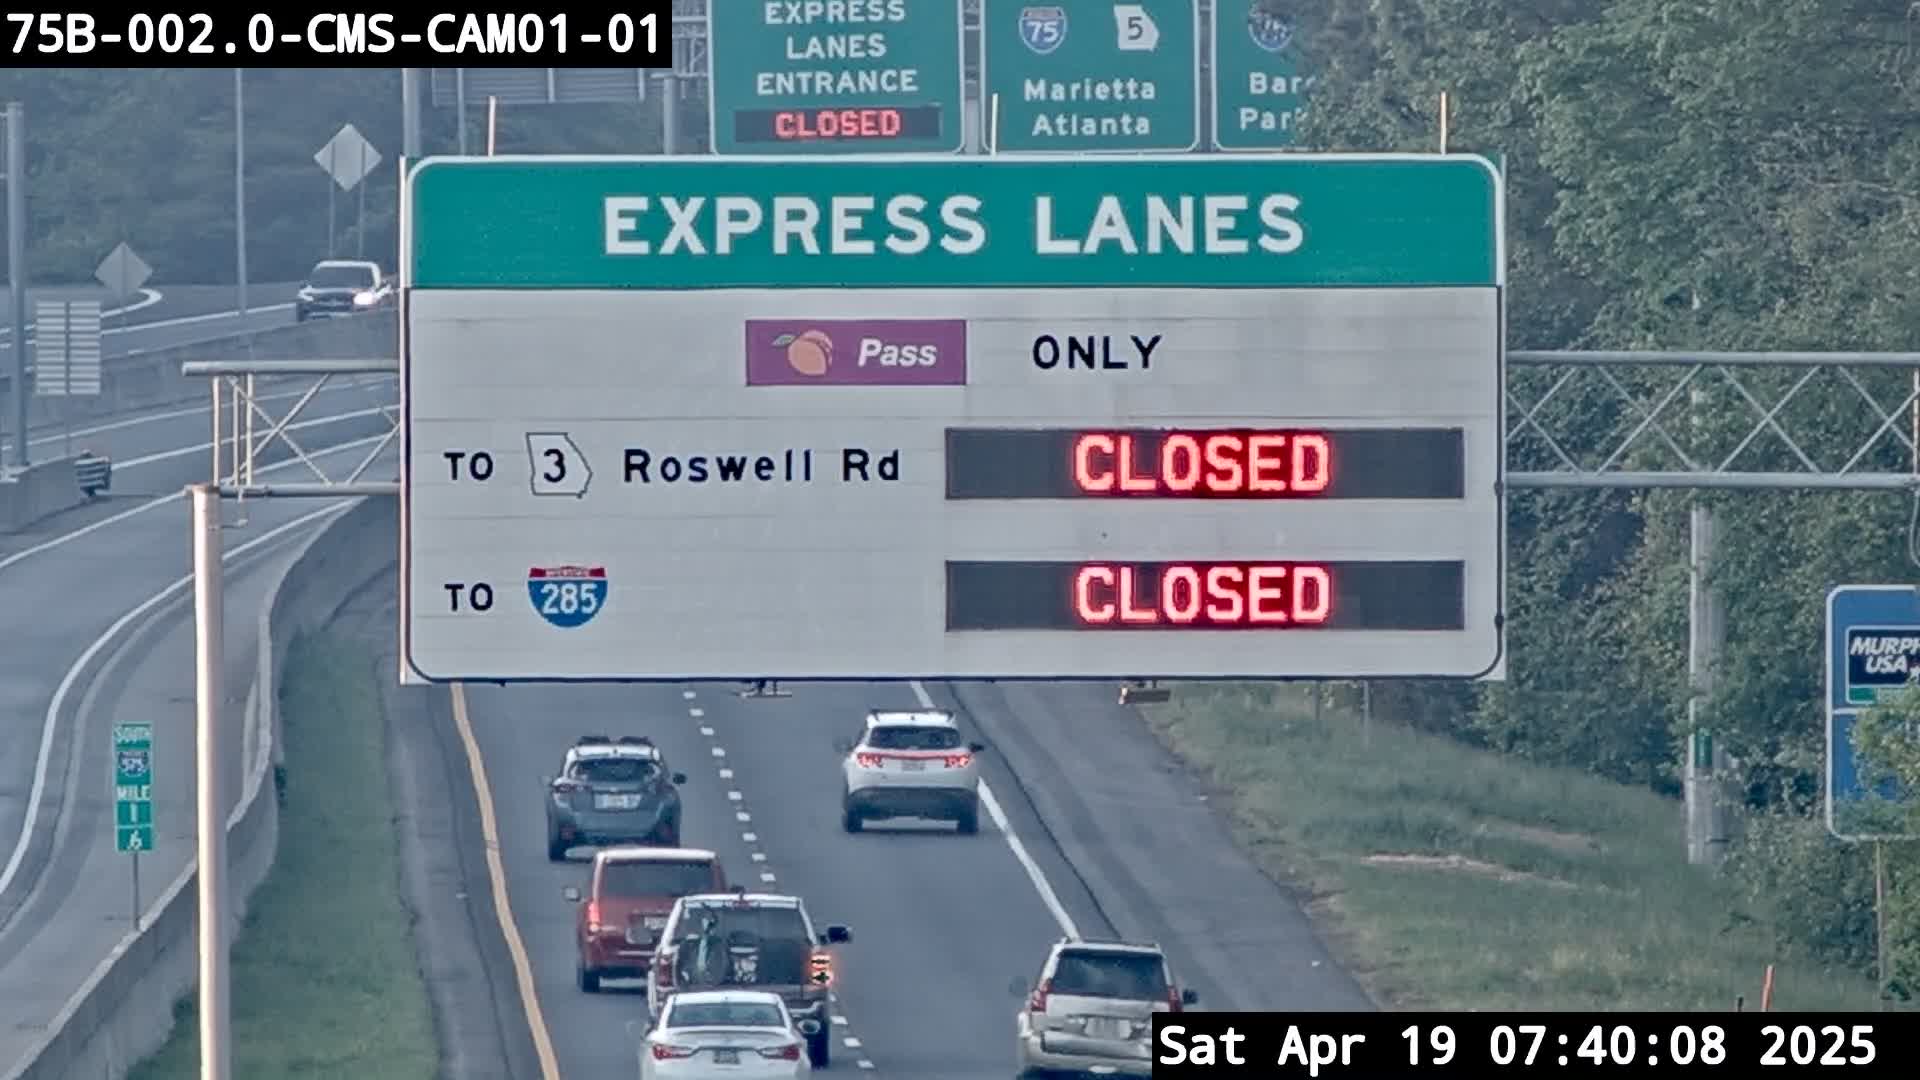 75B-002.0-CMS-CAM01-01
EXPRESS
LANES
ENTRANCE
CLOSED
75 5
Marietta
Atlanta
EXPRESS LANES
Pass ONLY
TO 3 Roswell Rd CLOSED
TO 285 CLOSED
SOUTH
575
MILE
1
.6
MURPH
USA
Sat Apr 19 07:40:08 2025